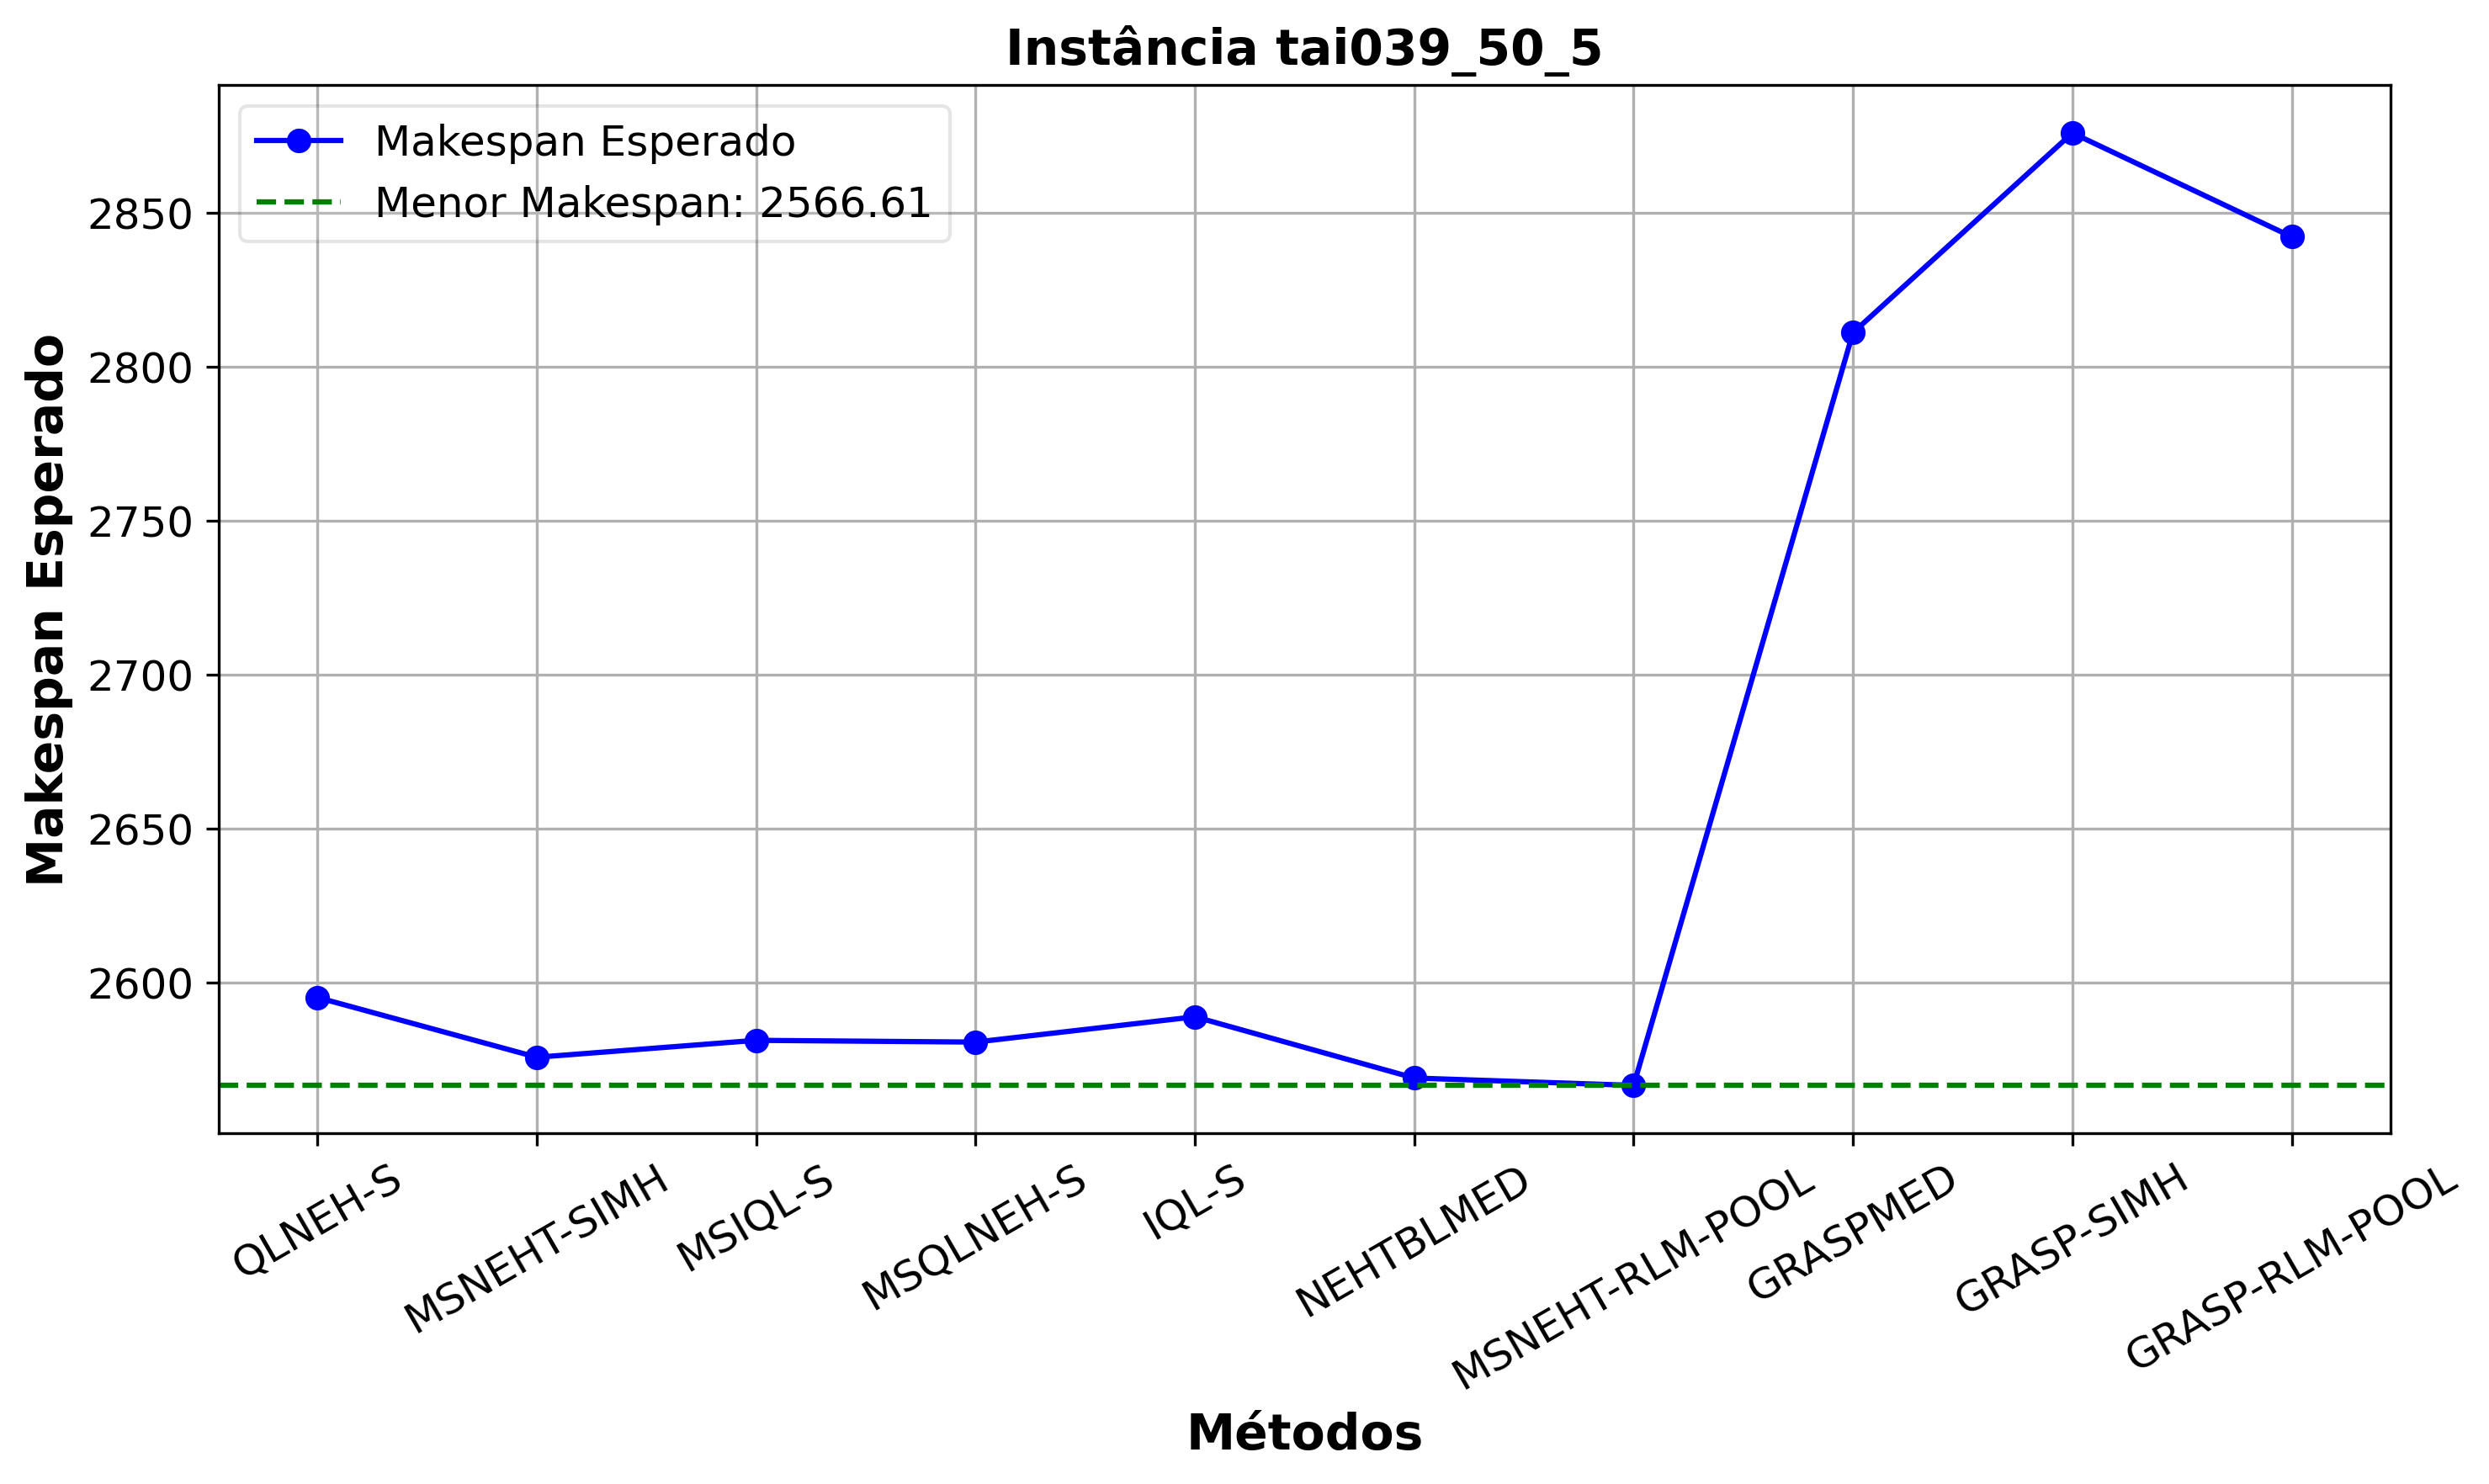 Instância tai039_50_5
Makespan Esperado
Menor Makespan: 2566.61
Makespan Esperado
2850
2800
2750
2700
2650
2600
QLNEH-S
MSNEHT-SIMH
MSIQL-S
MSQLNEH-S
IQL-S
NEHTBLMED
MSNEHT-RLM-POOL
GRASPMED
GRASP-SIMH
GRASP-RLM-POOL
Métodos